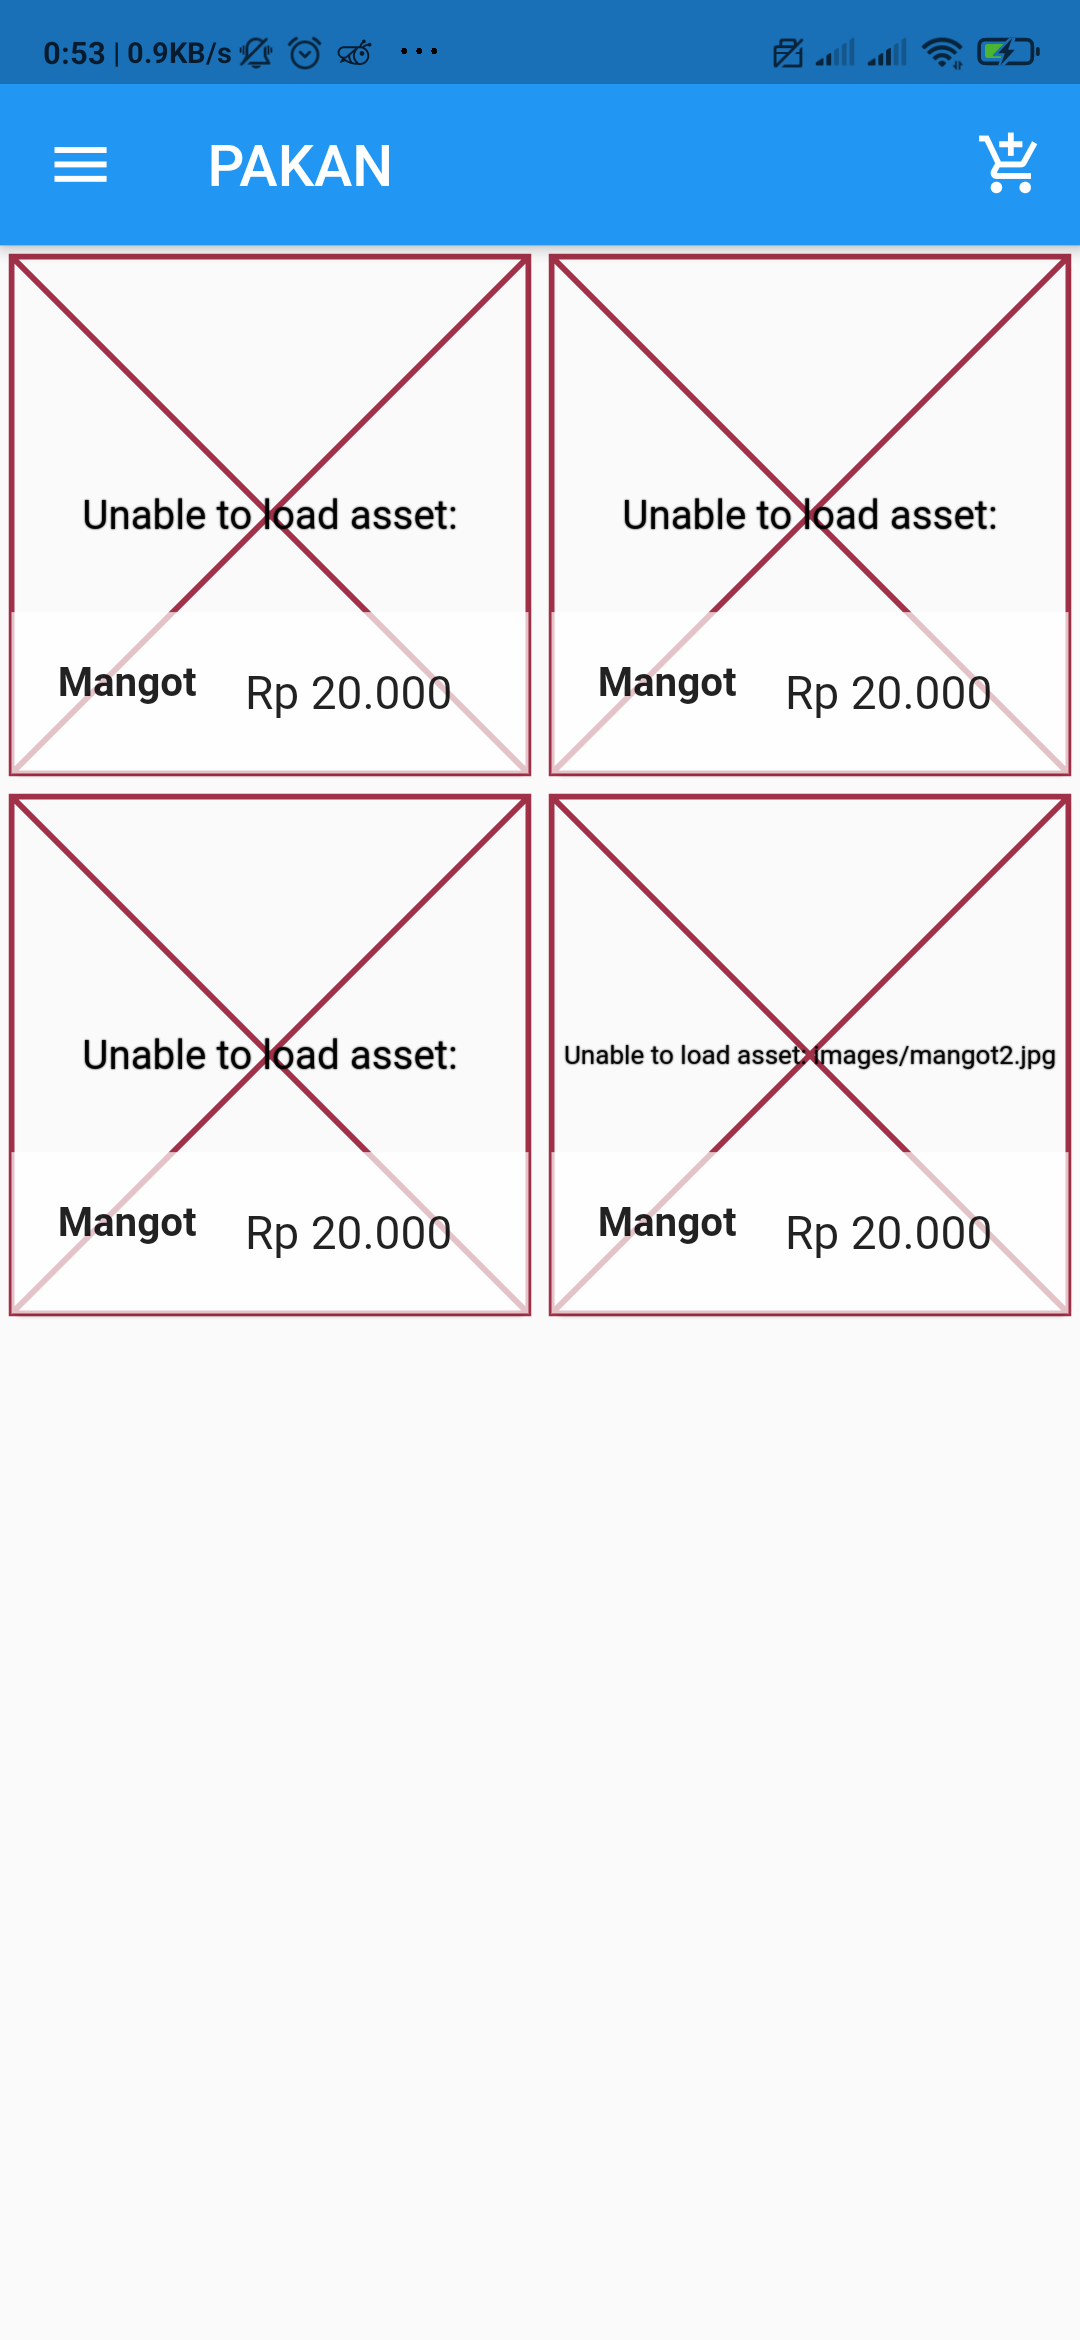 0:53 | 0.9KB/s
PAKAN
Unable to load asset:
Unable to load asset:
Mangot Rp 20.000
Mangot Rp 20.000
Unable to load asset:
Unable to load asset: images/mangot2.jpg
Mangot Rp 20.000
Mangot Rp 20.000